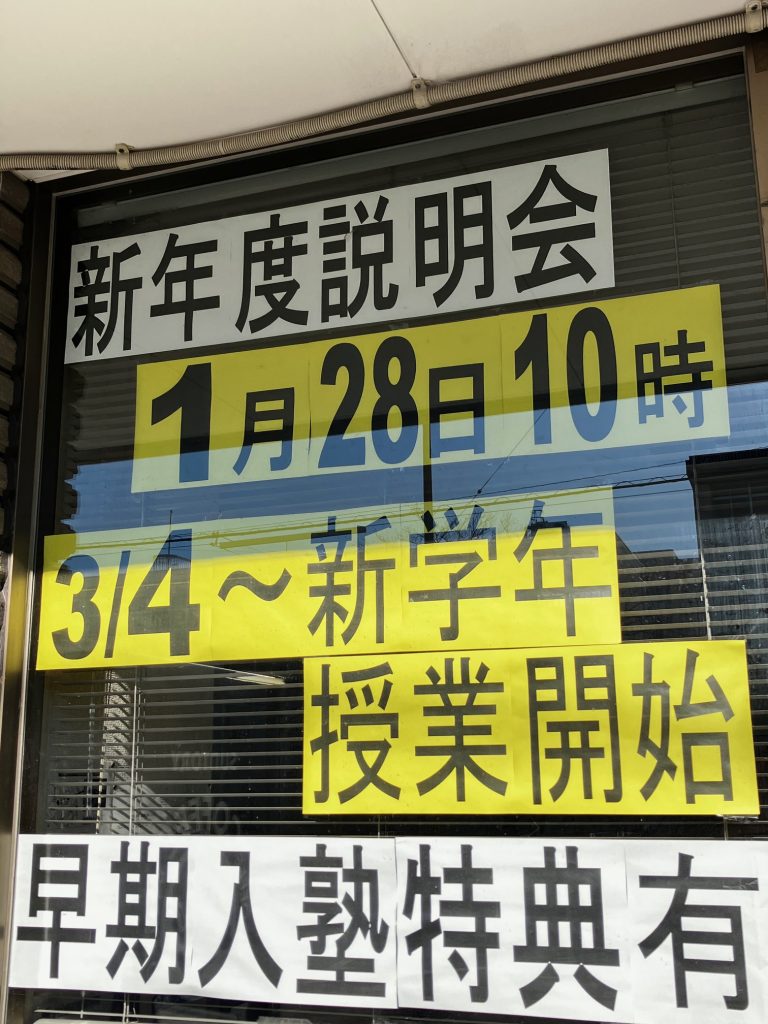 新年度説明会
1月28日10時
3/4～新学年
授業開始
早期入塾特典有